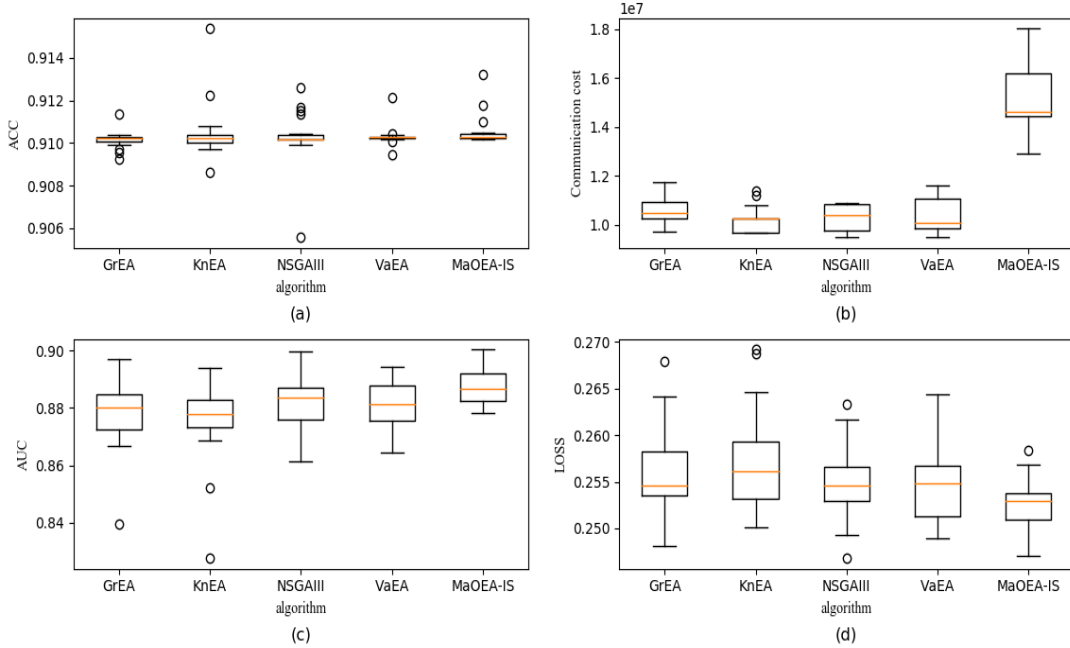 ACC
0.914
0.912
0.910
0.908
0.906
GrEA KnEA NSGAIII VaEA MaOEA-IS
algorithm
(a)
1e7
Communication cost
1.8
1.6
1.4
1.2
1.0
GrEA KnEA NSGAIII VaEA MaOEA-IS
algorithm
(b)
AUC
0.90
0.88
0.86
0.84
GrEA KnEA NSGAIII VaEA MaOEA-IS
algorithm
(c)
LOSS
0.270
0.265
0.260
0.255
0.250
GrEA KnEA NSGAIII VaEA MaOEA-IS
algorithm
(d)